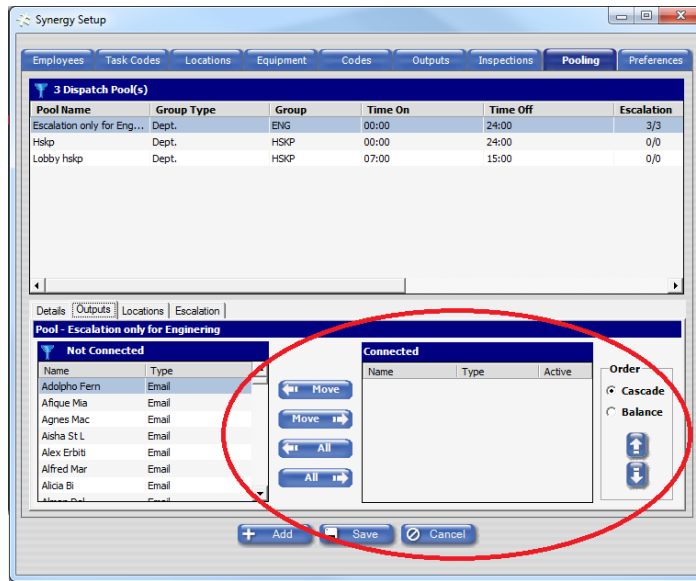 Synergy Setup
Employees Task Codes Locations Equipment Codes Outputs Inspections Pooling Preferences
3 Dispatch Pool(s)
Pool Name Group Type Group Time On Time Off Escalation
Escalation only for Eng... Dept. ENG 00:00 24:00 3/3
Hskp Dept. HSKP 00:00 24:00 0/0
Lobby hskp Dept. HSKP 07:00 15:00 0/0
Details Outputs Locations Escalation
Pool - Escalation only for Enginering
Not Connected
Name Type
Adolpho Fern Email
Afique Mia Email
Agnes Mac Email
Aisha St L Email
Alex Erbiti Email
Alfred Mar Email
Alicia Bi Email
Move
Move
All
All
Connected
Name Type Active
Order
Cascade
Balance
Add Save Cancel